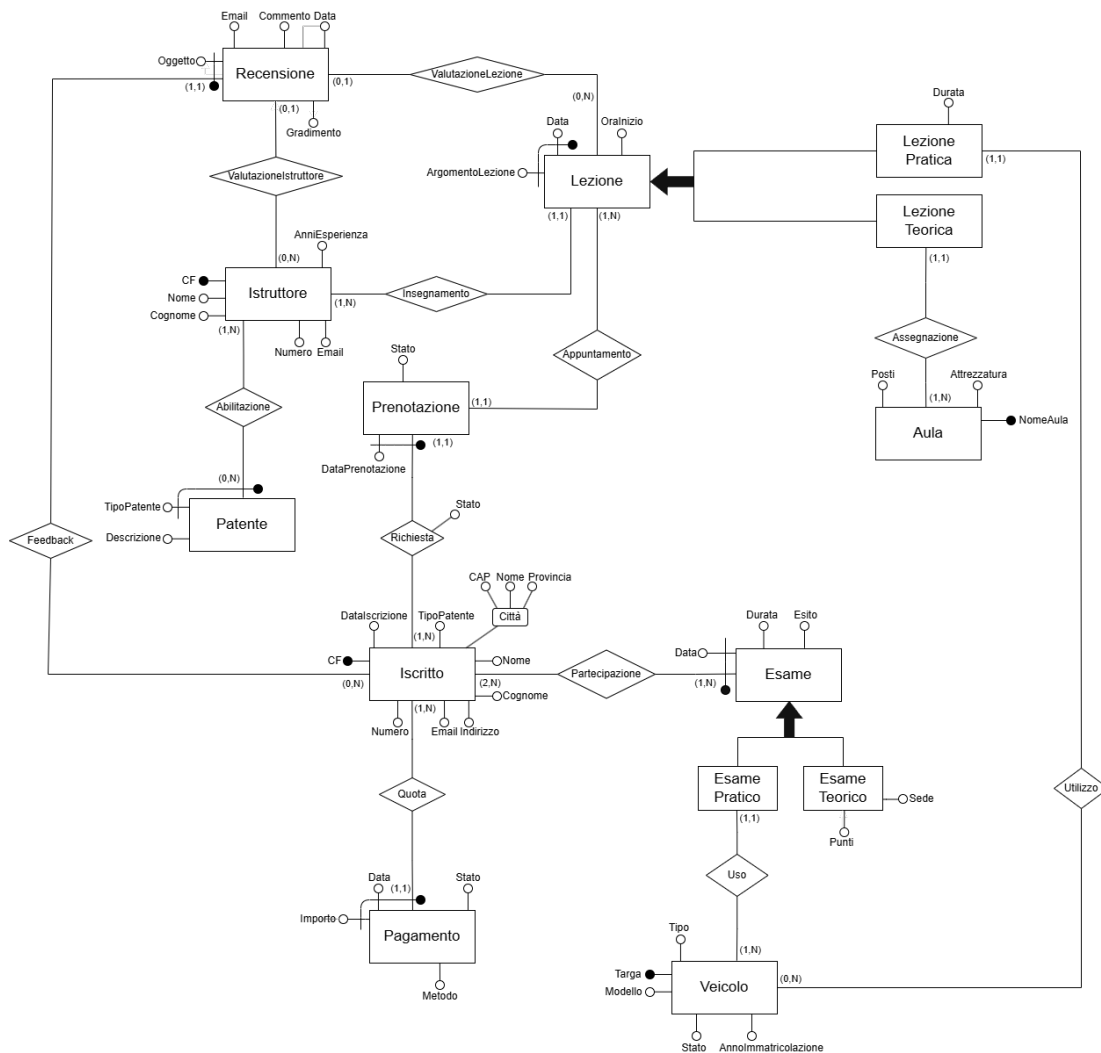 Email
Commento
Data
Oggetto
Recensione
(1,1)
(0,1)
(0,1)
Gradimento
ValutazioneLezione
(0,N)
Durata
Data
OraInizio
Lezione
Pratica
(1,1)
ArgomentoLezione
Lezione
ValutazioneIstruttore
(1,1)
(1,N)
Lezione
Teorica
(1,1)
AnniEsperienza
(0,N)
CF
Nome
Cognome
Istruttore
(1,N)
(1,N)
Insegnamento
Numero
Email
Stato
Appuntamento
Assegnazione
Posti
Attrezzatura
(1,N)
Abilitazione
Prenotazione
(1,1)
NomeAula
Aula
(1,1)
DataPrenotazione
(0,N)
TipoPatente
Patente
Descrizione
Stato
Feedback
Richiesta
CAP
Nome
Provincia
Città
DataIscrizione
TipoPatente
(1,N)
Durata
Esito
CF
Iscritto
Nome
Data
(0,N)
(2,N)
Partecipazione
Esame
(1,N)
Cognome
(1,N)
Numero
Email
Indirizzo
Esame
Pratico
Esame
Teorico
Sede
Utilizzo
Quota
(1,1)
Punti
Uso
Data
(1,1)
Stato
Importo
Pagamento
Tipo
(1,N)
Targa
Modello
Veicolo
(0,N)
Metodo
Stato
AnnoImmatricolazione